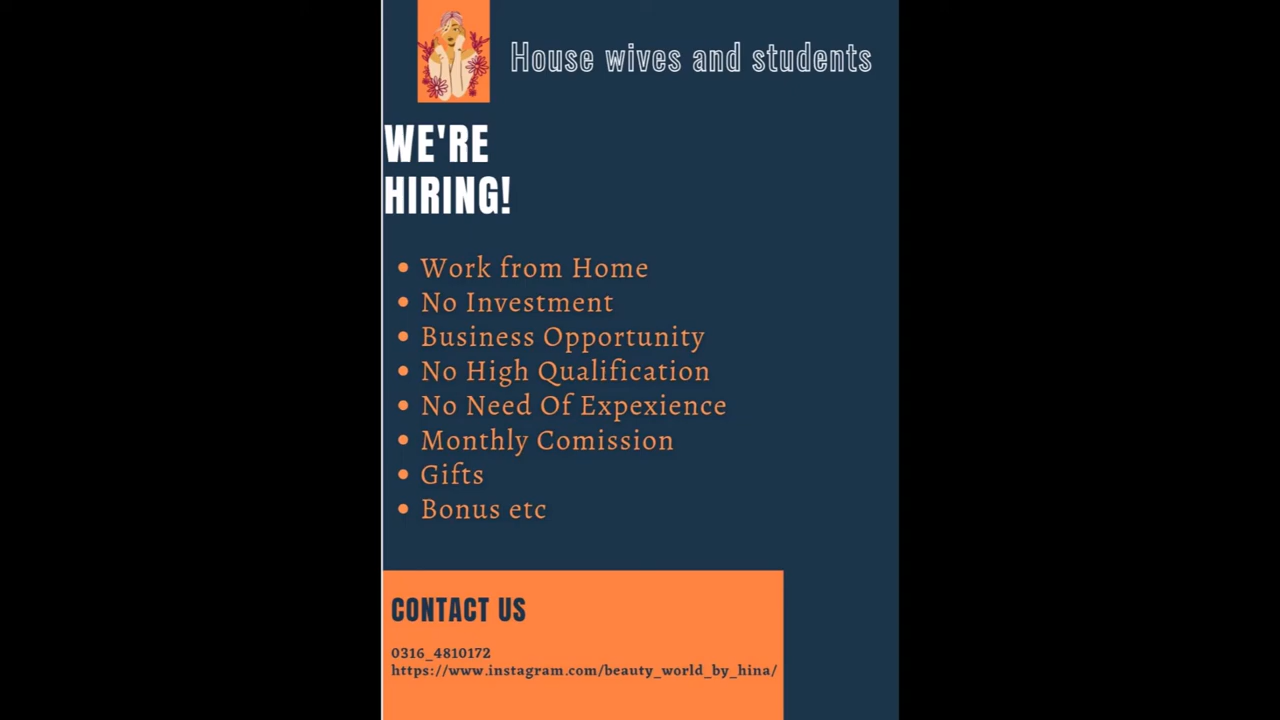 House wives and students
WE'RE
HIRING!
• Work from Home
• No Investment
• Business Opportunity
• No High Qualification
• No Need Of Expexience
• Monthly Comission
• Gifts
• Bonus etc
CONTACT US
0316_4810172
https://www.instagram.com/beauty_world_by_hina/